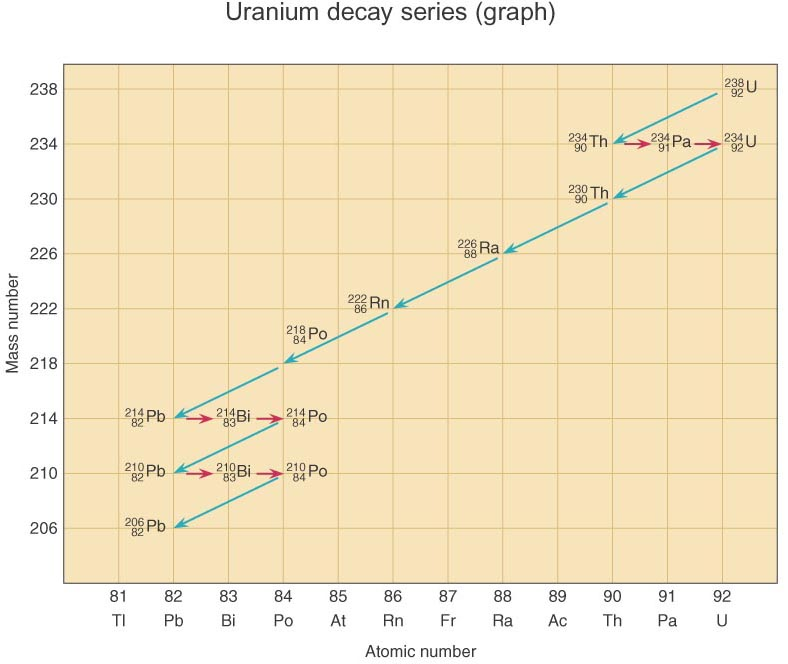 Uranium decay series (graph)
238
238 92 U
234
234 90 Th
234 91 Pa
234 92 U
230
230 90 Th
226
226 88 Ra
222
222 86 Rn
218
218 84 Po
214
214 82 Pb
214 83 Bi
214 84 Po
210
210 82 Pb
210 83 Bi
210 84 Po
206
206 82 Pb
Mass number
81 82 83 84 85 86 87 88 89 90 91 92
Tl Pb Bi Po At Rn Fr Ra Ac Th Pa U
Atomic number